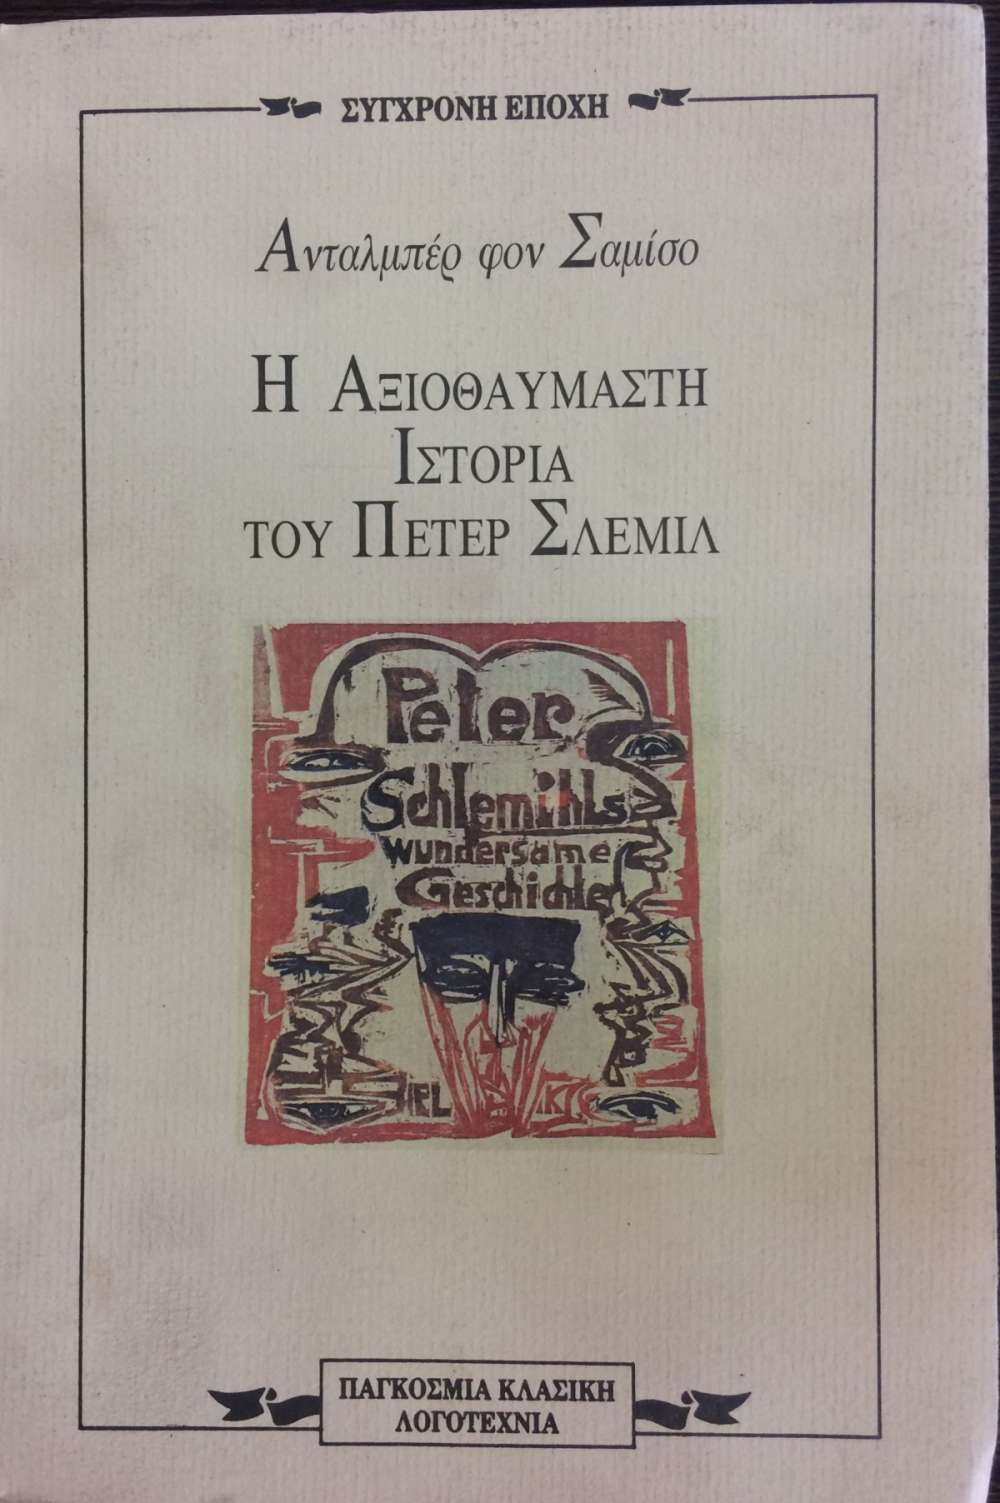 ΣΥΓΧΡΟΝΗ ΕΠΟΧΗ
Ανταλμπέρ φον Σαμίσο
Η ΑΞΙΟΘΑΥΜΑΣΤΗ
ΙΣΤΟΡΙΑ
ΤΟΥ ΠΕΤΕΡ ΣΛΕΜΙΛ
Peter
Schlemihls
wundersame
Geschichte
ΠΑΓΚΟΣΜΙΑ ΚΛΑΣΙΚΗ
ΛΟΓΟΤΕΧΝΙΑ